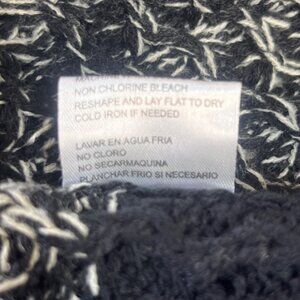 NON CHLORINE BLEACH
RESHAPE AND LAY FLAT TO DRY
COLD IRON IF NEEDED
LAVAR EN AGUA FRIA
NO CLORO
NO SECARMAQUINA
PLANCHAR FRIO SI NECESARIO